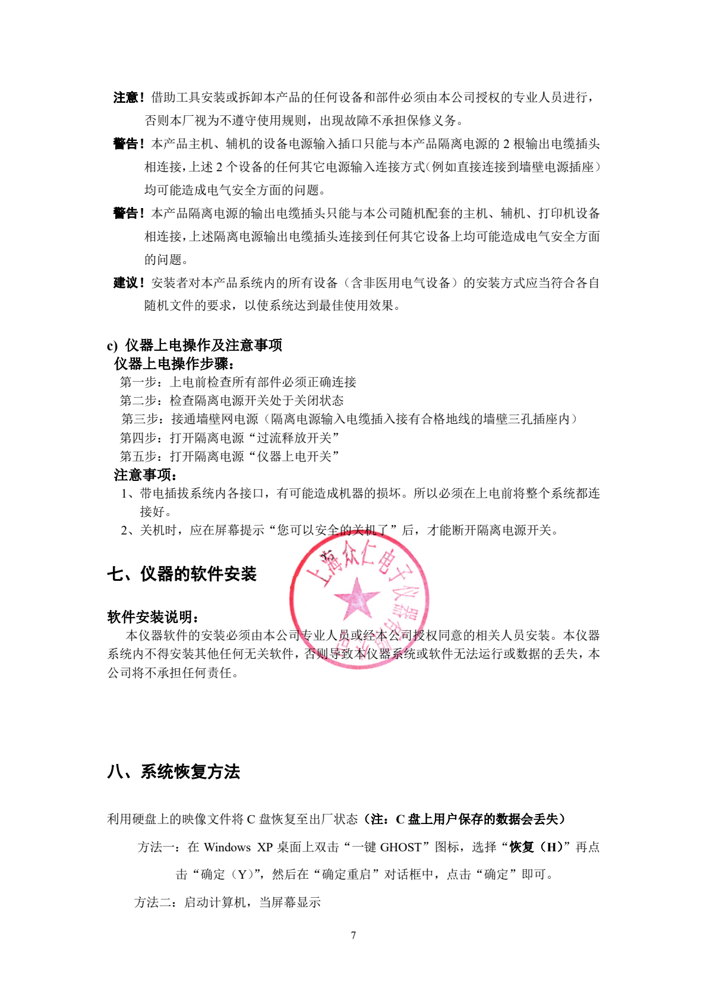 注意！借助工具安装或拆卸本产品的任何设备和部件必须由本公司授权的专业人员进行，
否则本厂视为不遵守使用规则，出现故障不承担保修义务。
警告！本产品主机、辅机的设备电源输入插口只能与本产品隔离电源的 2 根输出电缆插头
相连接，上述 2 个设备的任何其它电源输入连接方式（例如直接连接到墙壁电源插座）
均可能造成电气安全方面的问题。
警告！本产品隔离电源的输出电缆插头只能与本公司随机配套的主机、辅机、打印机设备
相连接，上述隔离电源输出电缆插头连接到任何其它设备上均可能造成电气安全方面
的问题。
建议！安装者对本产品系统内的所有设备（含非医用电气设备）的安装方式应当符合各自
随机文件的要求，以使系统达到最佳使用效果。
c) 仪器上电操作及注意事项
仪器上电操作步骤：
第一步：上电前检查所有部件必须正确连接
第二步：检查隔离电源开关处于关闭状态
第三步：接通墙壁网电源（隔离电源输入电缆插入接有合格地线的墙壁三孔插座内）
第四步：打开隔离电源“过流释放开关”
第五步：打开隔离电源“仪器上电开关”
注意事项：
1、带电插拔系统内各接口，有可能造成机器的损坏。所以必须在上电前将整个系统都连
接好。
2、关机时，应在屏幕提示“您可以安全的关机了”后，才能断开隔离电源开关。
上海众仁电子仪器有限公司
七、仪器的软件安装
软件安装说明：
本仪器软件的安装必须由本公司专业人员或经本公司授权同意的相关人员安装。本仪器
系统内不得安装其他任何无关软件，否则导致本仪器系统或软件无法运行或数据的丢失，本
公司将不承担任何责任。
八、系统恢复方法
利用硬盘上的映像文件将 C 盘恢复至出厂状态（注：C 盘上用户保存的数据会丢失）
方法一：在 Windows XP 桌面上双击“一键 GHOST”图标，选择“恢复（H）”再点
击“确定（Y）”，然后在“确定重启”对话框中，点击“确定”即可。
方法二：启动计算机，当屏幕显示
7